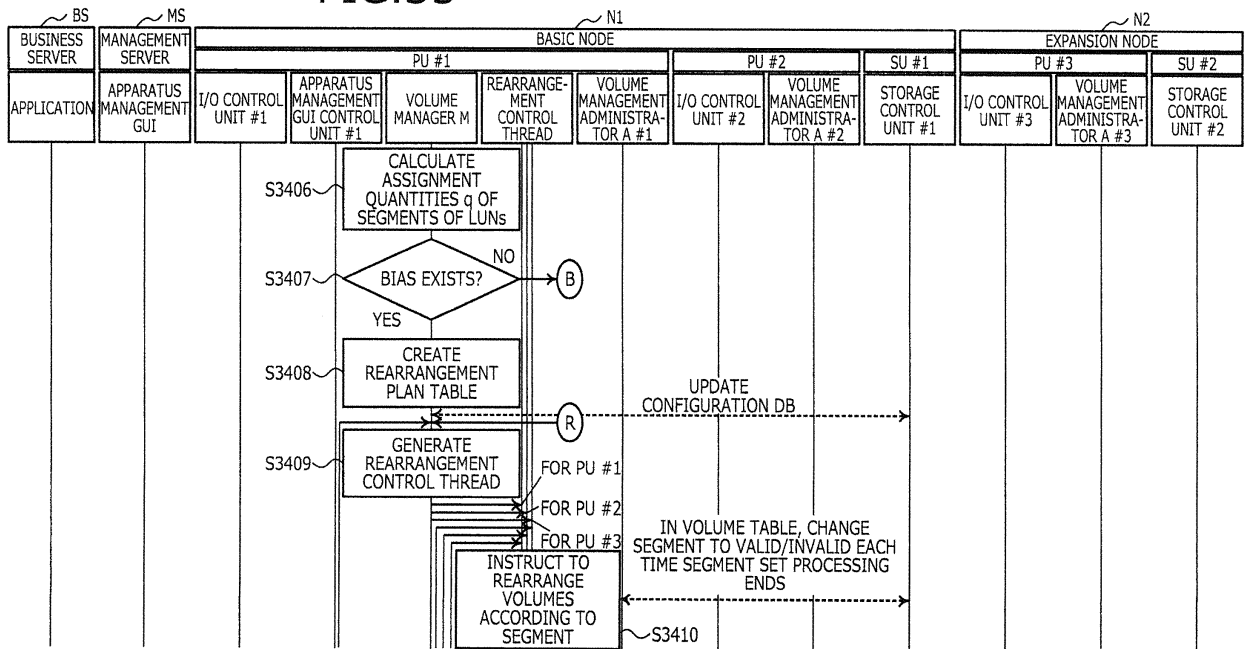 BS
MS
N1
N2
BUSINESS
SERVER
MANAGEMENT
SERVER
BASIC NODE
EXPANSION NODE
PU #1
PU #2
SU #1
PU #3
SU #2
APPLICATION
APPARATUS
MANAGEMENT
GUI
I/O CONTROL
UNIT #1
APPARATUS
MANAGEMENT
GUI CONTROL
UNIT #1
VOLUME
MANAGER M
REARRANGE-
MENT
CONTROL
THREAD
VOLUME
MANAGEMENT
ADMINISTRA-
TOR A #1
I/O CONTROL
UNIT #2
VOLUME
MANAGEMENT
ADMINISTRA-
TOR A #2
STORAGE
CONTROL
UNIT #1
I/O CONTROL
UNIT #3
VOLUME
MANAGEMENT
ADMINISTRA-
TOR A #3
STORAGE
CONTROL
UNIT #2
S3406
CALCULATE
ASSIGNMENT
QUANTITIES q OF
SEGMENTS OF LUNs
S3407
BIAS EXISTS?
NO
B
YES
S3408
CREATE
REARRANGEMENT
PLAN TABLE
UPDATE
CONFIGURATION DB
R
S3409
GENERATE
REARRANGEMENT
CONTROL THREAD
FOR PU #1
FOR PU #2
FOR PU #3
IN VOLUME TABLE, CHANGE
SEGMENT TO VALID/INVALID EACH
TIME SEGMENT SET PROCESSING
ENDS
INSTRUCT TO
REARRANGE
VOLUMES
ACCORDING TO
SEGMENT
S3410